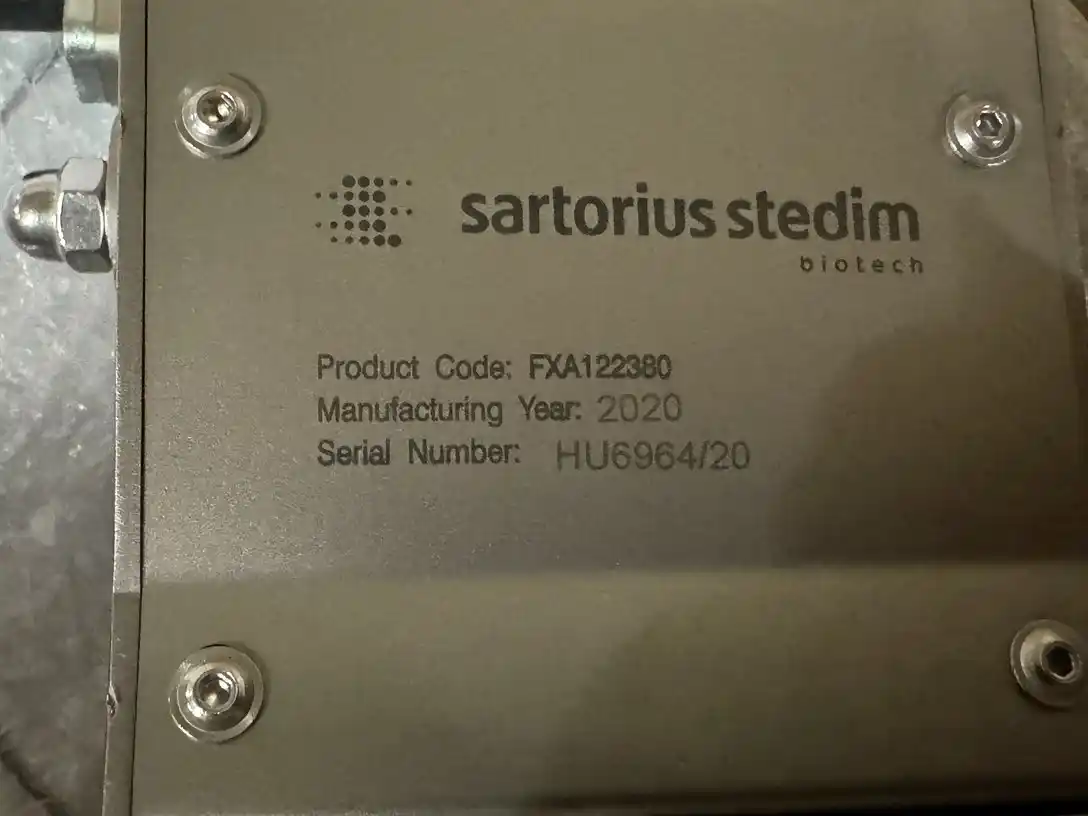 sartorius stedim
biotech
Product Code: FXA122380
Manufacturing Year: 2020
Serial Number: HU6964/20